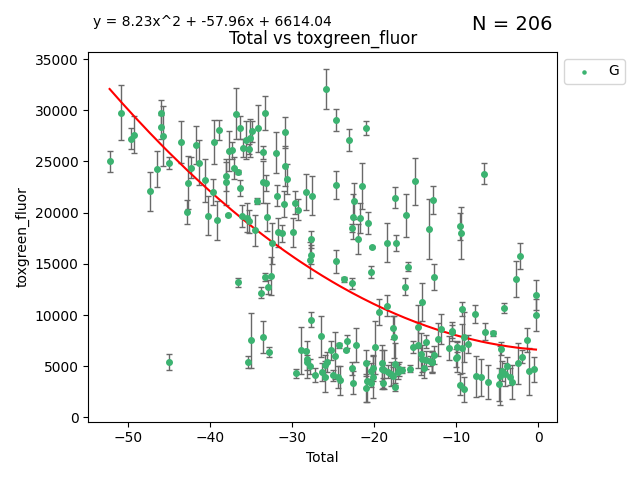 y = 8.23x^2 + -57.96x + 6614.04
N = 206
Total vs toxgreen_fluor
G
toxgreen_fluor
35000
30000
25000
20000
15000
10000
5000
0
−50
−40
−30
−20
−10
0
Total